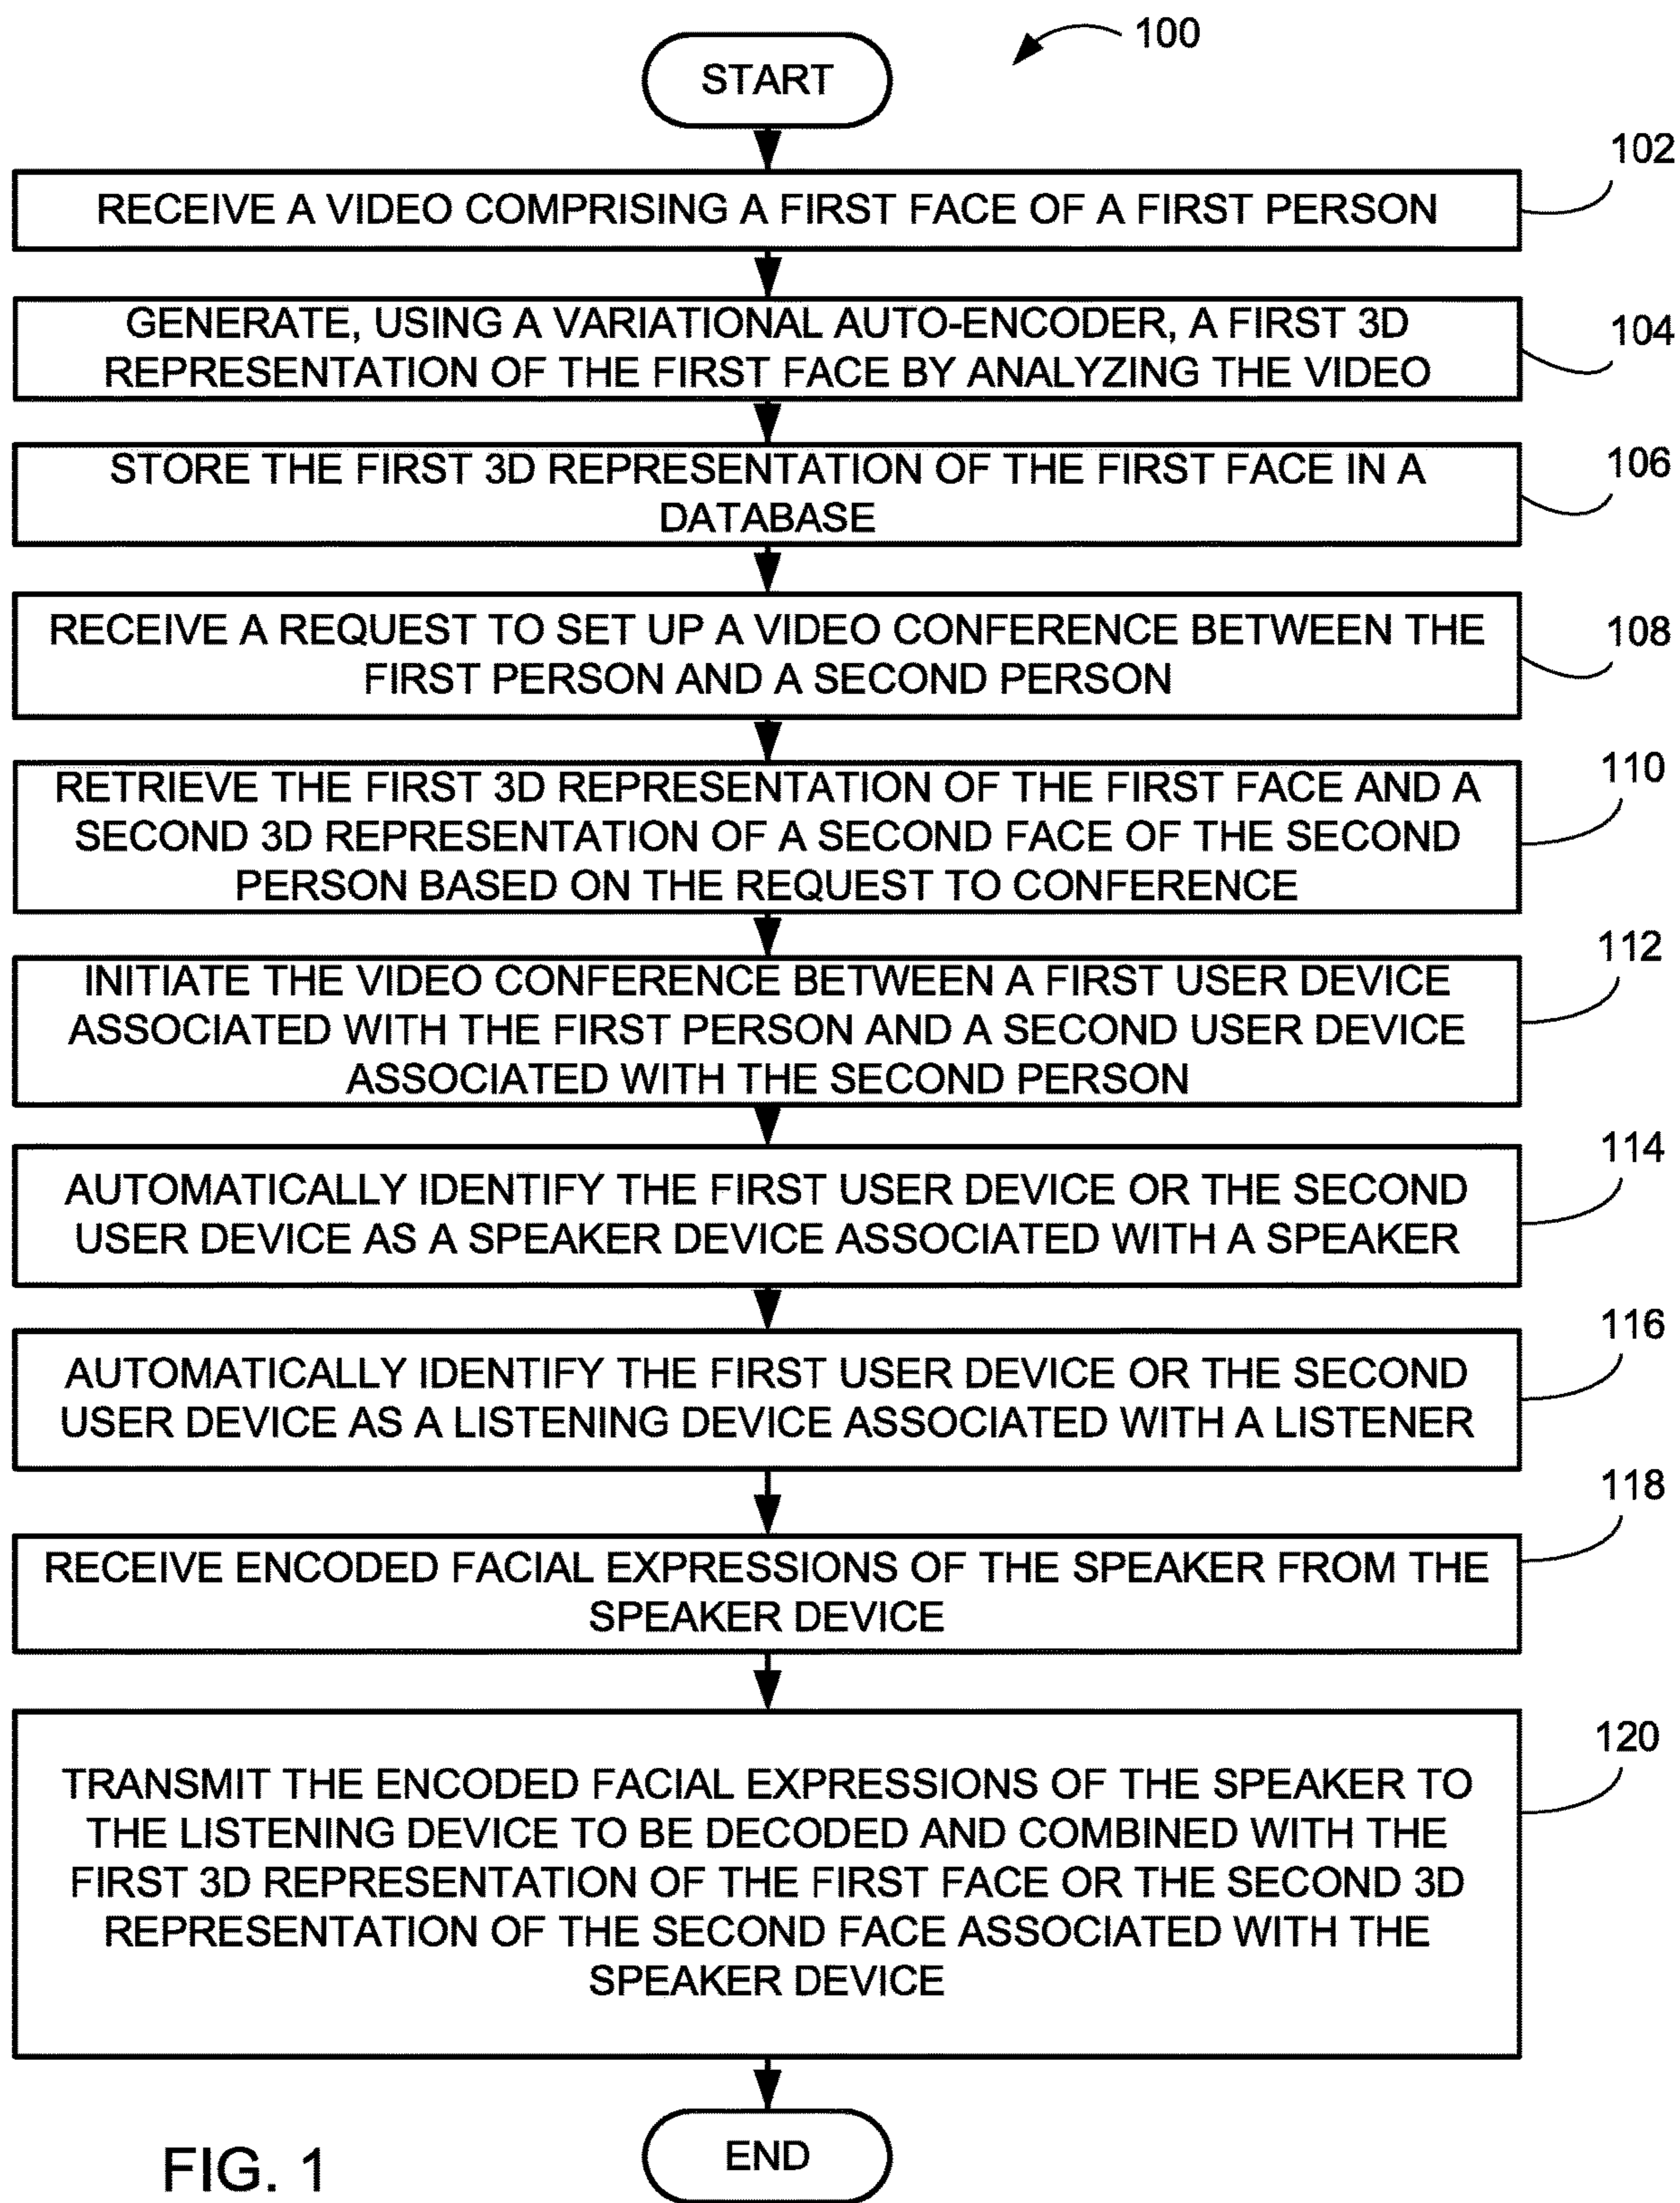 100
START
102
RECEIVE A VIDEO COMPRISING A FIRST FACE OF A FIRST PERSON
104
GENERATE, USING A VARIATIONAL AUTO-ENCODER, A FIRST 3D
REPRESENTATION OF THE FIRST FACE BY ANALYZING THE VIDEO
106
STORE THE FIRST 3D REPRESENTATION OF THE FIRST FACE IN A
DATABASE
108
RECEIVE A REQUEST TO SET UP A VIDEO CONFERENCE BETWEEN THE
FIRST PERSON AND A SECOND PERSON
110
RETRIEVE THE FIRST 3D REPRESENTATION OF THE FIRST FACE AND A
SECOND 3D REPRESENTATION OF A SECOND FACE OF THE SECOND
PERSON BASED ON THE REQUEST TO CONFERENCE
112
INITIATE THE VIDEO CONFERENCE BETWEEN A FIRST USER DEVICE
ASSOCIATED WITH THE FIRST PERSON AND A SECOND USER DEVICE
ASSOCIATED WITH THE SECOND PERSON
114
AUTOMATICALLY IDENTIFY THE FIRST USER DEVICE OR THE SECOND
USER DEVICE AS A SPEAKER DEVICE ASSOCIATED WITH A SPEAKER
116
AUTOMATICALLY IDENTIFY THE FIRST USER DEVICE OR THE SECOND
USER DEVICE AS A LISTENING DEVICE ASSOCIATED WITH A LISTENER
118
RECEIVE ENCODED FACIAL EXPRESSIONS OF THE SPEAKER FROM THE
SPEAKER DEVICE
120
TRANSMIT THE ENCODED FACIAL EXPRESSIONS OF THE SPEAKER TO
THE LISTENING DEVICE TO BE DECODED AND COMBINED WITH THE
FIRST 3D REPRESENTATION OF THE FIRST FACE OR THE SECOND 3D
REPRESENTATION OF THE SECOND FACE ASSOCIATED WITH THE
SPEAKER DEVICE
END
FIG. 1